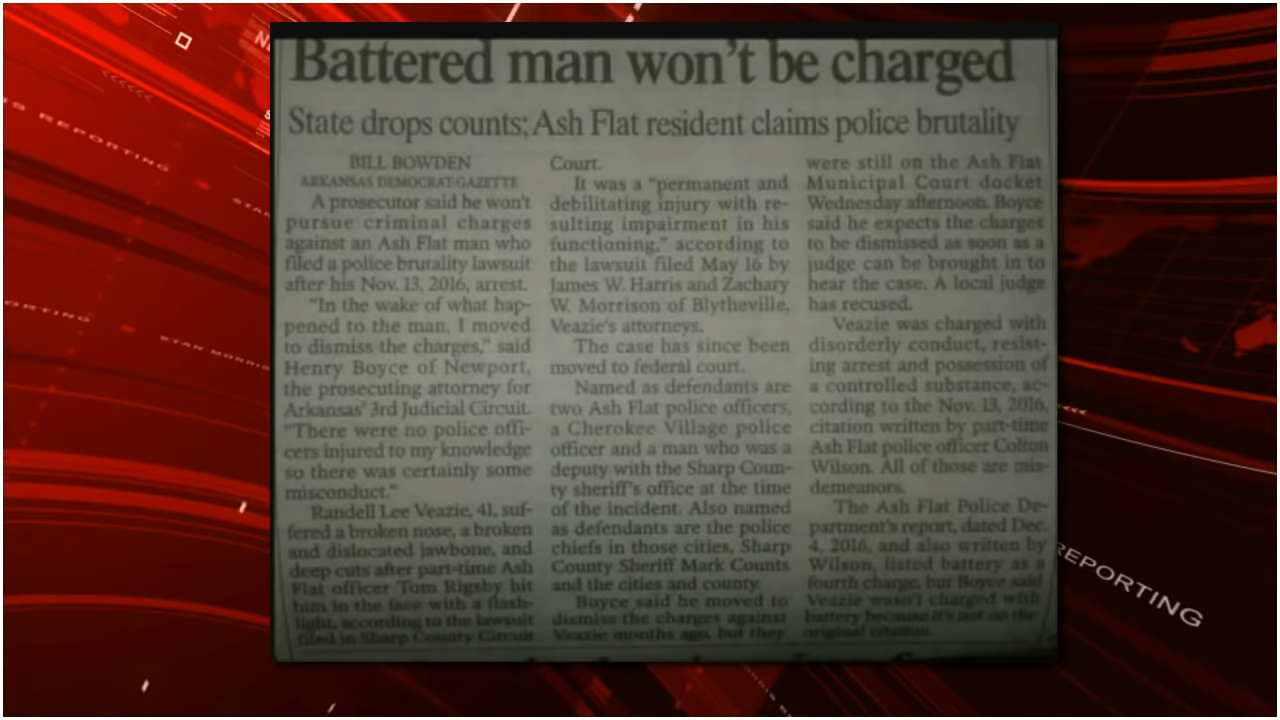 N
S REPORTING
STAN
ORTING
STAN MORRIS
REPORTING
Battered man won't be charged
State drops counts; Ash Flat resident claims police brutality
BILL BOWDEN
ARKANSAS DEMOCRAT-GAZETTE
A prosecutor said he won't
pursue criminal charges
against an Ash Flat man who
filed a police brutality lawsuit
after his Nov. 13, 2016, arrest.
"In the wake of what hap-
pened to the man, I moved
to dismiss the charges," said
Henry Boyce of Newport,
the prosecuting attorney for
Arkansas' 3rd Judicial Circuit.
"There were no police offi-
cers injured to my knowledge
so there was certainly some
misconduct."
Randell Lee Veazie, 41, suf-
fered a broken nose, a broken
and dislocated jawbone, and
deep cuts after part-time Ash
Flat officer Tom Rigsby hit
him in the face with a flash-
light, according to the lawsuit
filed in Sharp County Circuit
Court.
It was a "permanent and
debilitating injury with re-
sulting impairment in his
functioning," according to
the lawsuit filed May 16 by
James W. Harris and Zachary
W. Morrison of Blytheville,
Veazie's attorneys.
The case has since been
moved to federal court.
Named as defendants are
two Ash Flat police officers,
a Cherokee Village police
officer and a man who was a
deputy with the Sharp Coun-
ty sheriff's office at the time
of the incident. Also named
as defendants are the police
chiefs in those cities, Sharp
County Sheriff Mark Counts
and the cities and county.
Boyce said he moved to
dismiss the charges against
Veazie months ago, but they
were still on the Ash Flat
Municipal Court docket
Wednesday afternoon. Boyce
said he expects the charges
to be dismissed as soon as a
judge can be brought in to
hear the case. A local judge
has recused.
Veazie was charged with
disorderly conduct, resist-
ing arrest and possession of
a controlled substance, ac-
cording to the Nov. 13, 2016,
citation written by part-time
Ash Flat police officer Colton
Wilson. All of those are mis-
demeanors.
The Ash Flat Police De-
partment's report, dated Dec.
4, 2016, and also written by
Wilson, listed battery as a
fourth charge, but Boyce said
Veazie wasn't charged with
battery because it's not on the
original citation.